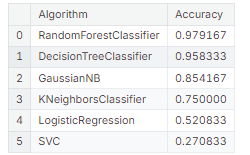 Algorithm Accuracy
0 RandomForestClassifier 0.979167
1 DecisionTreeClassifier 0.958333
2 GaussianNB 0.854167
3 KNeighborsClassifier 0.750000
4 LogisticRegression 0.520833
5 SVC 0.270833